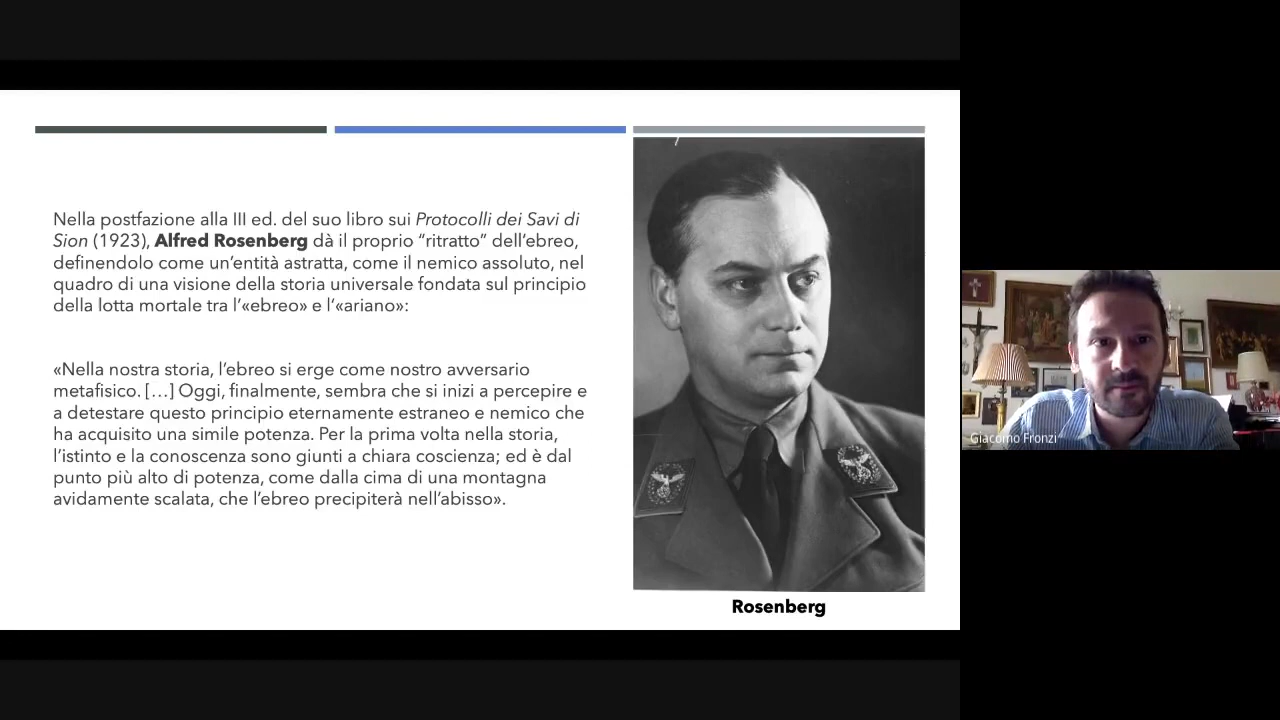 Nella postfazione alla III ed. del suo libro sui Protocolli dei Savi di
Sion (1923), Alfred Rosenberg dà il proprio “ritratto” dell’ebreo,
definendolo come un’entità astratta, come il nemico assoluto, nel
quadro di una visione della storia universale fondata sul principio
della lotta mortale tra l’«ebreo» e l’«ariano»:
«Nella nostra storia, l’ebreo si erge come nostro avversario
metafisico. […] Oggi, finalmente, sembra che si inizi a percepire e
a detestare questo principio eternamente estraneo e nemico che
ha acquisito una simile potenza. Per la prima volta nella storia,
l’istinto e la conoscenza sono giunti a chiara coscienza; ed è dal
punto più alto di potenza, come dalla cima di una montagna
avidamente scalata, che l’ebreo precipiterà nell’abisso».
Rosenberg
Giacomo Fronzi